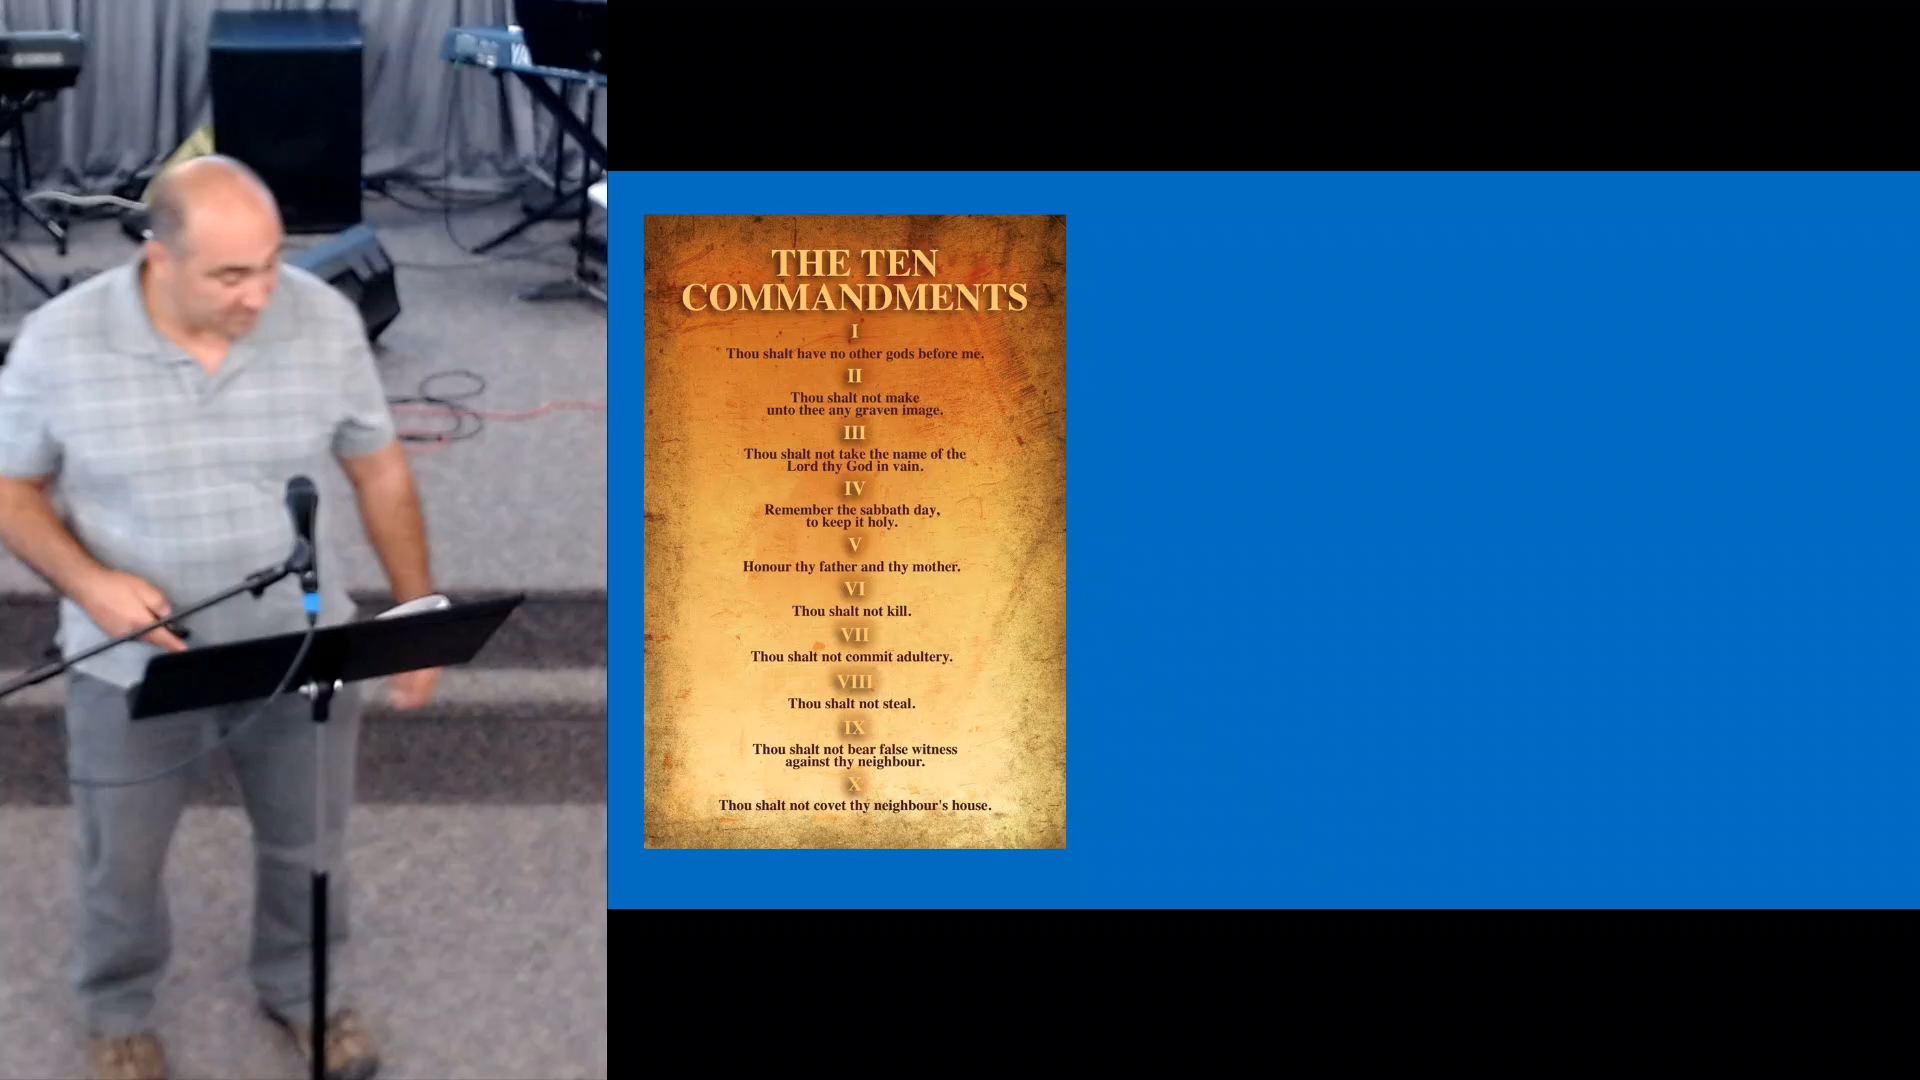 THE TEN
COMMANDMENTS
I
Thou shalt have no other gods before me.
II
Thou shalt not make
unto thee any graven image.
III
Thou shalt not take the name of the
Lord thy God in vain.
IV
Remember the sabbath day,
to keep it holy.
V
Honour thy father and thy mother.
VI
Thou shalt not kill.
VII
Thou shalt not commit adultery.
VIII
Thou shalt not steal.
IX
Thou shalt not bear false witness
against thy neighbour.
X
Thou shalt not covet thy neighbour's house.